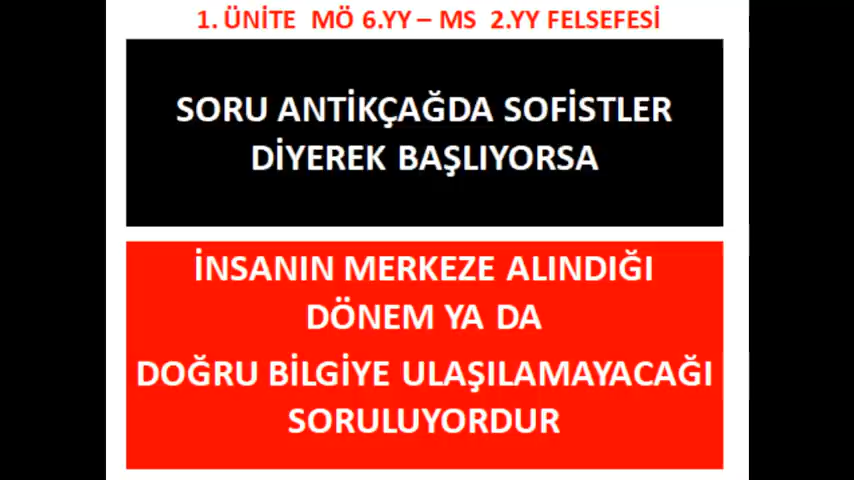 1. ÜNİTE MÖ 6.YY – MS 2.YY FELSEFESİ
SORU ANTİKÇAĞDA SOFİSTLER
DİYEREK BAŞLIYORSA
İNSANIN MERKEZE ALINDIĞI
DÖNEM YA DA
DOĞRU BİLGİYE ULAŞILAMAYACAĞI
SORULUYORDUR